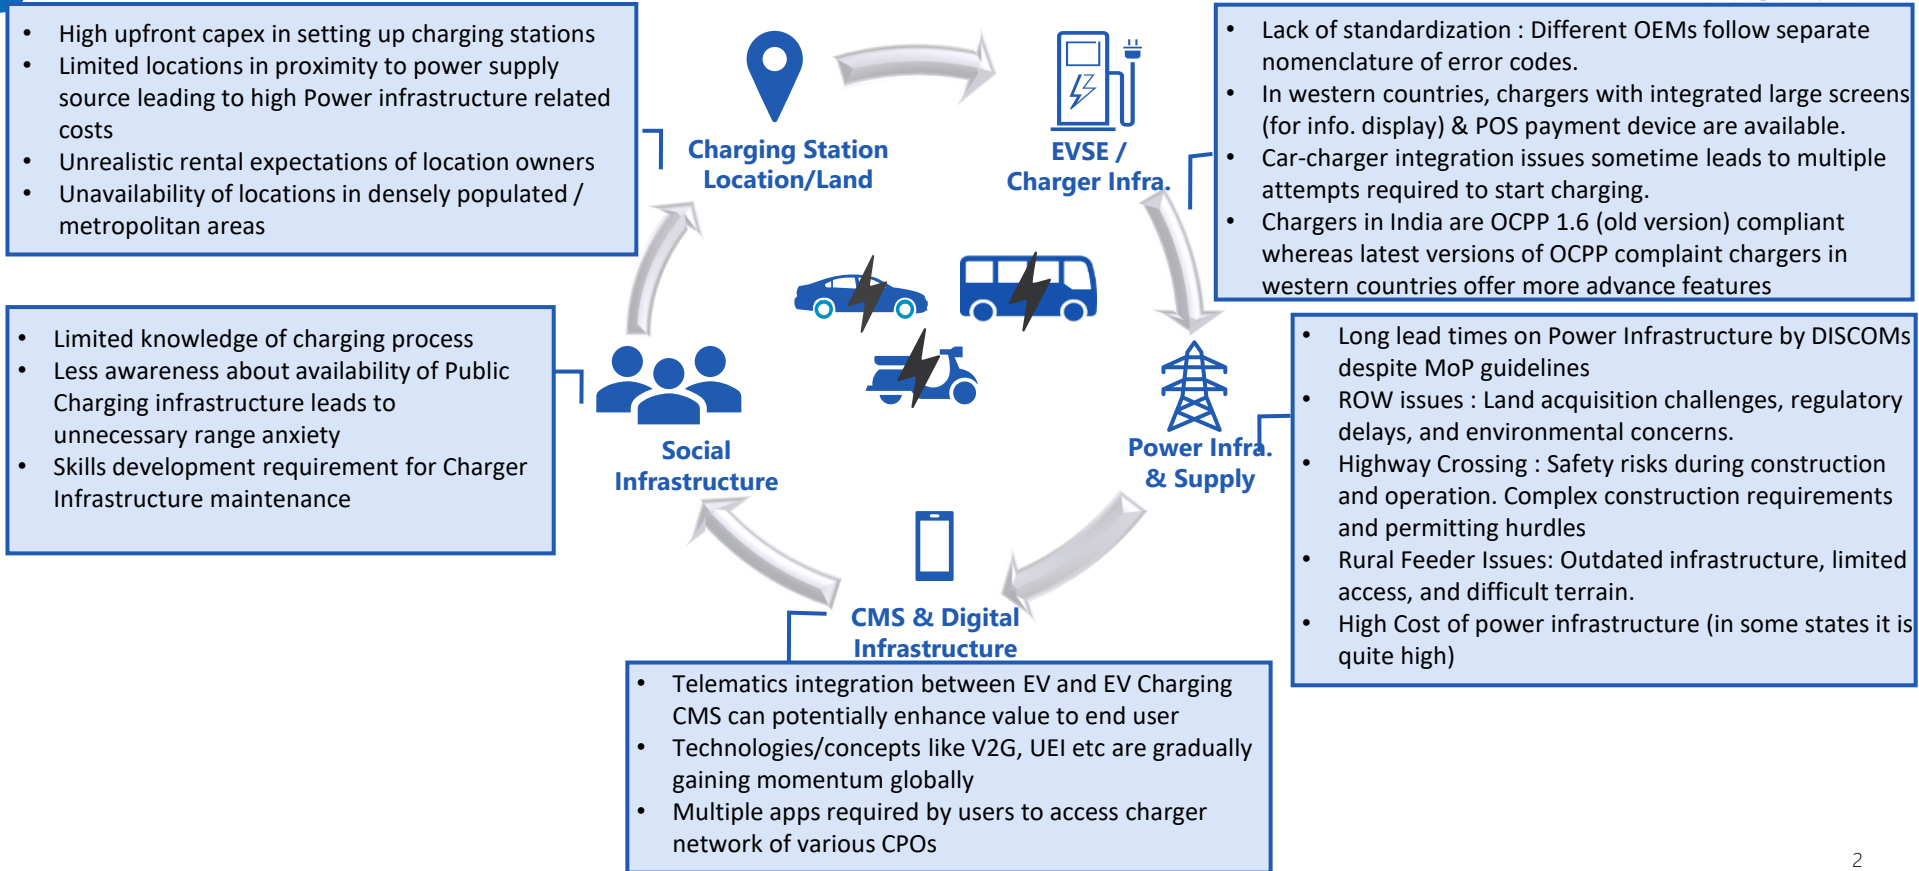 • High upfront capex in setting up charging stations
• Limited locations in proximity to power supply
source leading to high Power infrastructure related
costs
• Unrealistic rental expectations of location owners
• Unavailability of locations in densely populated /
metropolitan areas
Charging Station
Location/Land
EVSE /
Charger Infra.
• Lack of standardization : Different OEMs follow separate
nomenclature of error codes.
• In western countries, chargers with integrated large screens
(for info. display) & POS payment device are available.
• Car-charger integration issues sometime leads to multiple
attempts required to start charging.
• Chargers in India are OCPP 1.6 (old version) compliant
whereas latest versions of OCPP complaint chargers in
western countries offer more advance features
• Limited knowledge of charging process
• Less awareness about availability of Public
Charging infrastructure leads to
unnecessary range anxiety
• Skills development requirement for Charger
Infrastructure maintenance
Social
Infrastructure
Power Infra.
& Supply
• Long lead times on Power Infrastructure by DISCOMs
despite MoP guidelines
• ROW issues : Land acquisition challenges, regulatory
delays, and environmental concerns.
• Highway Crossing : Safety risks during construction
and operation. Complex construction requirements
and permitting hurdles
• Rural Feeder Issues: Outdated infrastructure, limited
access, and difficult terrain.
• High Cost of power infrastructure (in some states it is
quite high)
CMS & Digital
Infrastructure
• Telematics integration between EV and EV Charging
CMS can potentially enhance value to end user
• Technologies/concepts like V2G, UEI etc are gradually
gaining momentum globally
• Multiple apps required by users to access charger
network of various CPOs
2